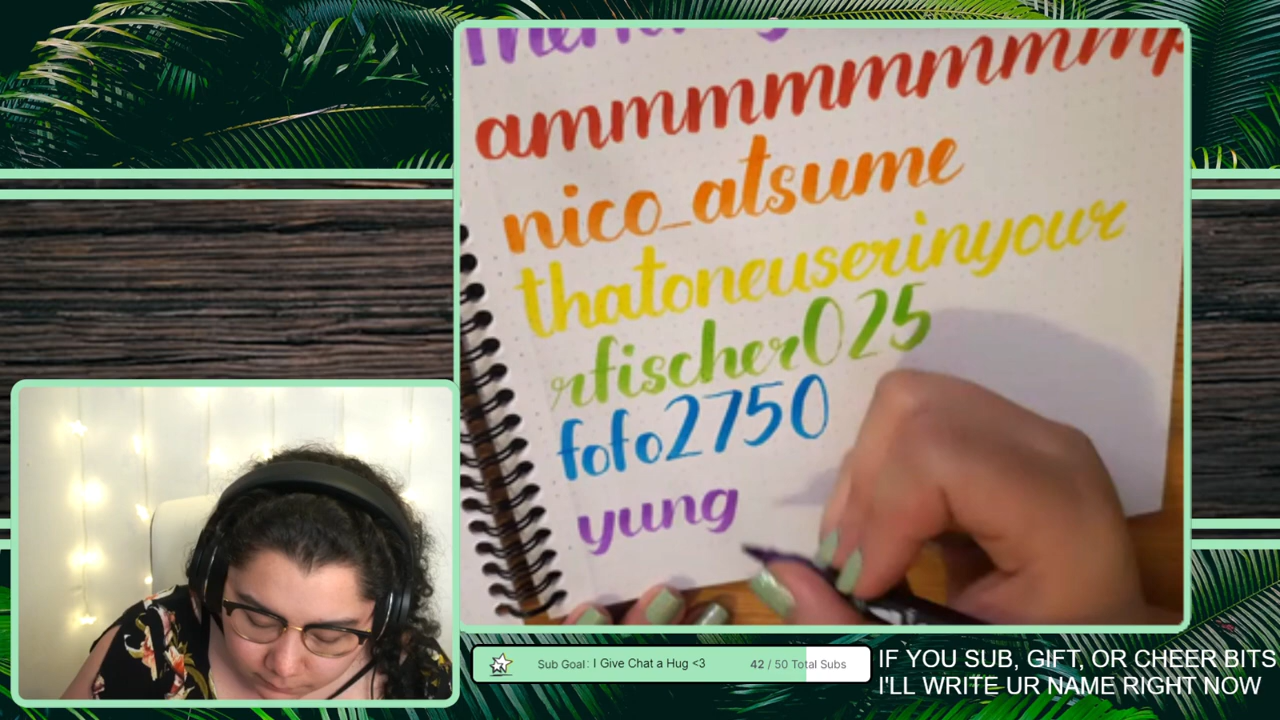 ammmmmmmmp
nico_atsume
thatoneuserinyour
rfischer025
fofo2750
yung
Sub Goal: I Give Chat a Hug <3 42 / 50 Total Subs
IF YOU SUB, GIFT, OR CHEER BITS
I'LL WRITE UR NAME RIGHT NOW